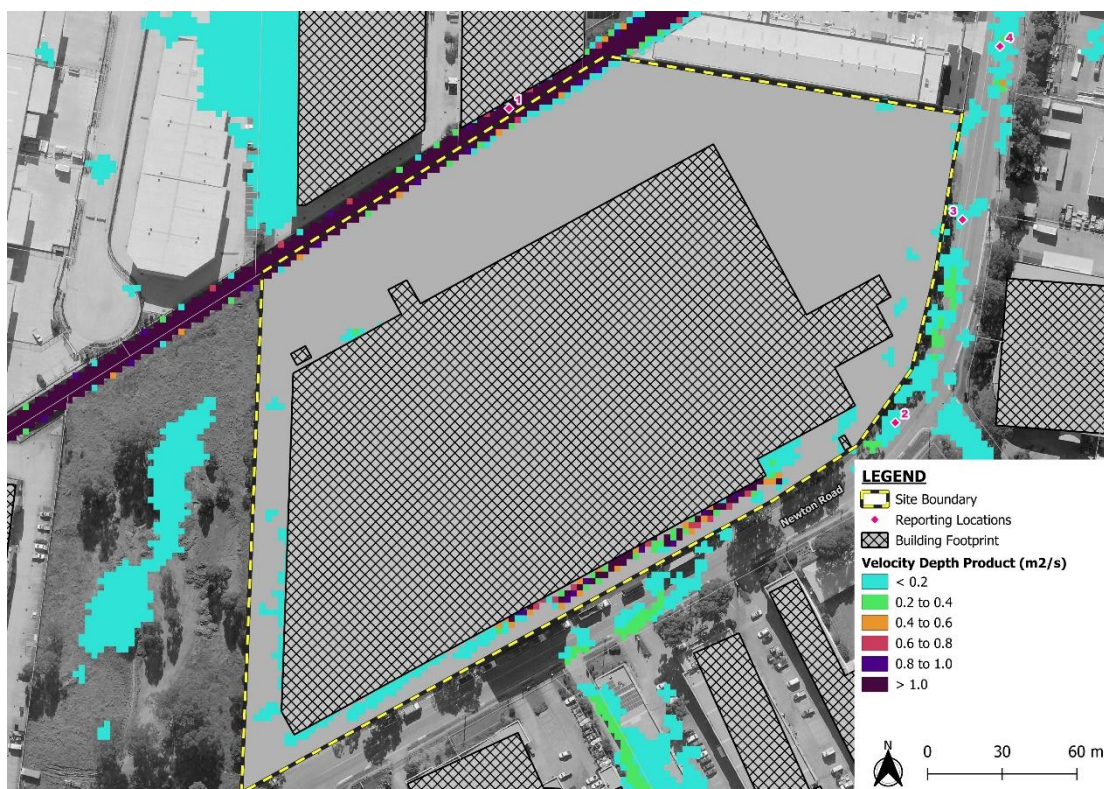 4
1
3
2
Newton Road
LEGEND
Site Boundary
Reporting Locations
Building Footprint
Velocity Depth Product (m2/s)
< 0.2
0.2 to 0.4
0.4 to 0.6
0.6 to 0.8
0.8 to 1.0
> 1.0
N
0 30 60 m